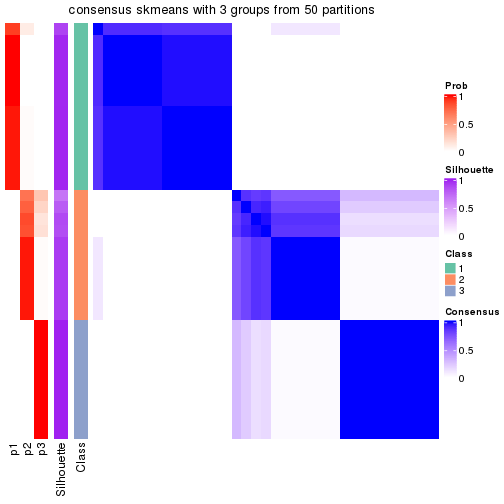 consensus skmeans with 3 groups from 50 partitions
Prob
1
0.5
0
Silhouette
1
0.5
0
Class
1
2
3
Consensus
1
0.5
0
p1
p2
p3
Silhouette
Class